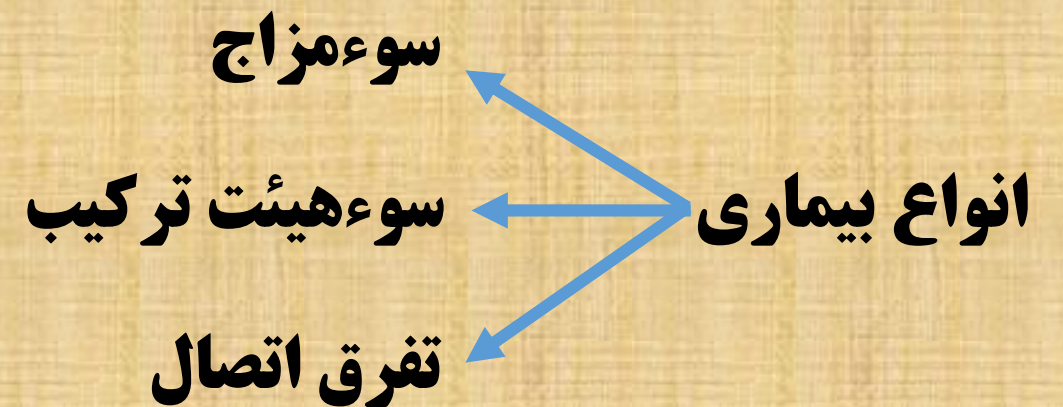 انواع بیماری
سوءمزاج
سوءهیئت ترکیب
تفرق اتصال